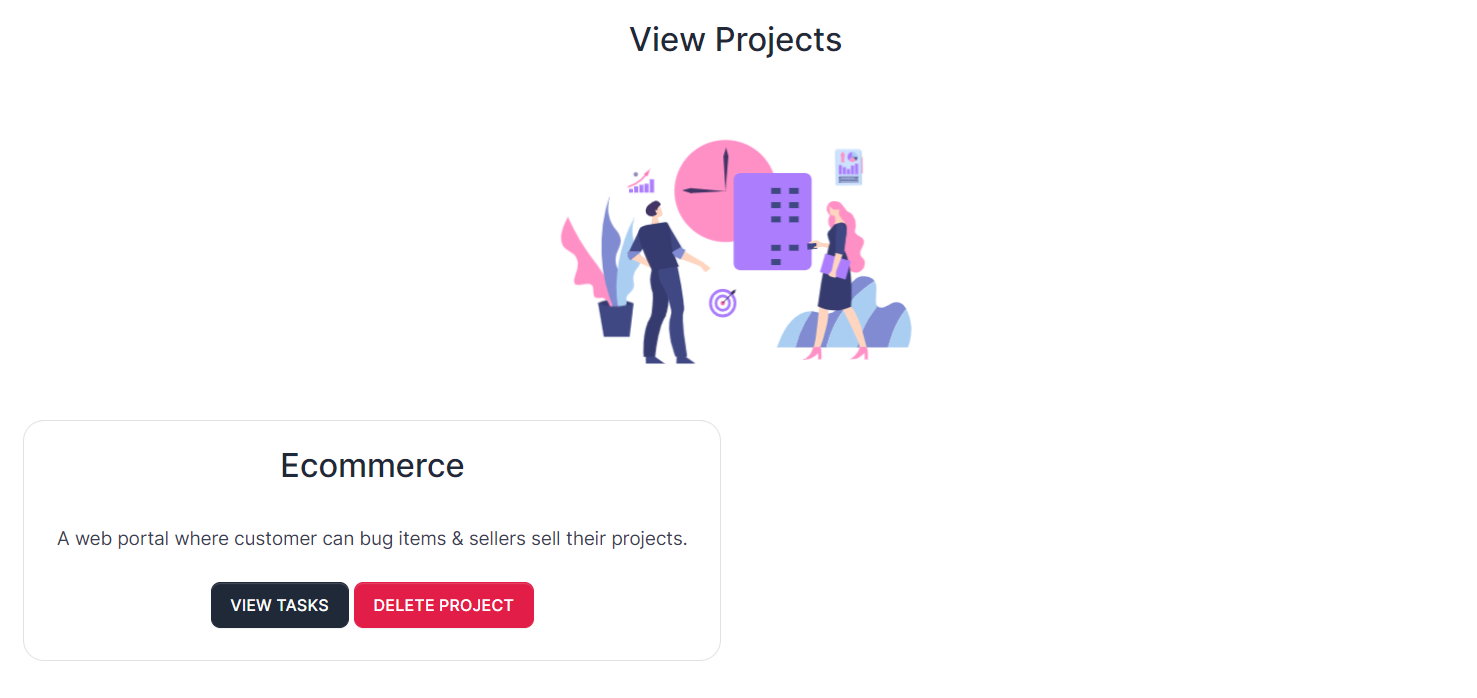 View Projects
Ecommerce
A web portal where customer can bug items & sellers sell their projects.
VIEW TASKS
DELETE PROJECT